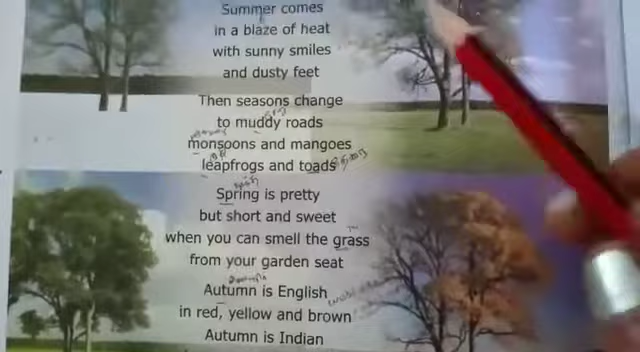 Summer comes
in a blaze of heat
with sunny smiles
and dusty feet
Then seasons change
to muddy roads
monsoons and mangoes
leapfrogs and toads
Spring is pretty
but short and sweet
when you can smell the grass
from your garden seat
Autumn is English
in red, yellow and brown
Autumn is Indian